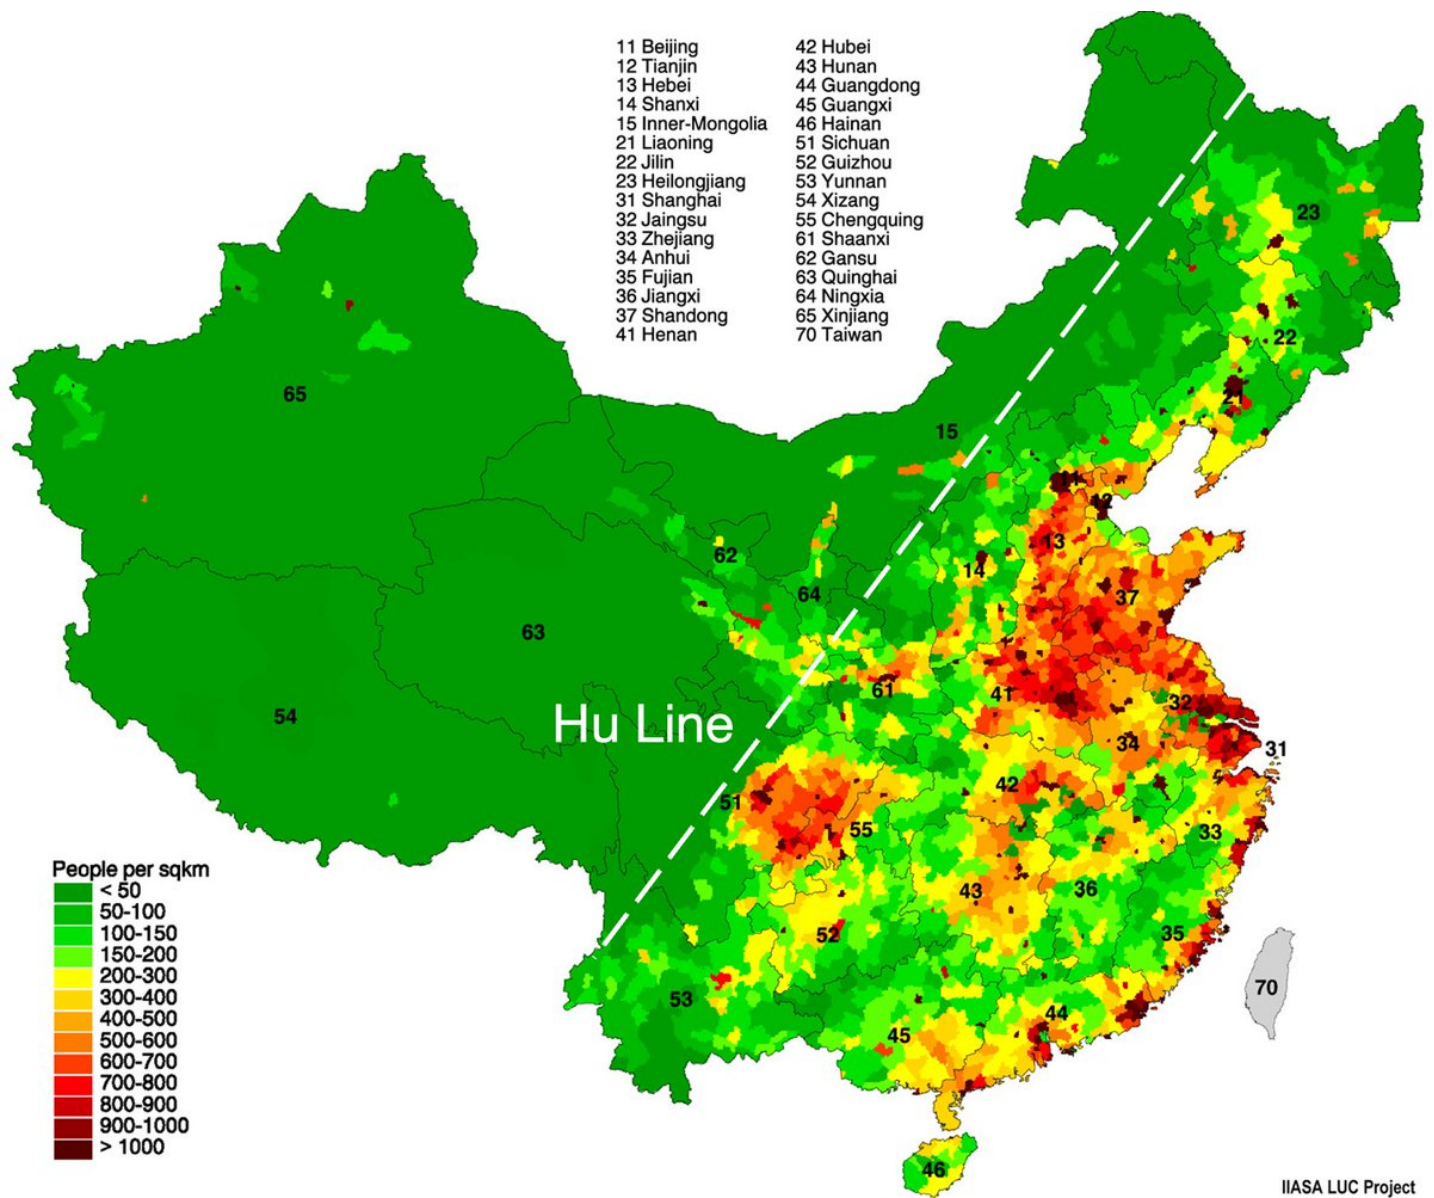 11 Beijing
12 Tianjin
13 Hebei
14 Shanxi
15 Inner-Mongolia
21 Liaoning
22 Jilin
23 Heilongjiang
31 Shanghai
32 Jaingsu
33 Zhejiang
34 Anhui
35 Fujian
36 Jiangxi
37 Shandong
41 Henan
42 Hubei
43 Hunan
44 Guangdong
45 Guangxi
46 Hainan
51 Sichuan
52 Guizhou
53 Yunnan
54 Xizang
55 Chengquing
61 Shaanxi
62 Gansu
63 Quinghai
64 Ningxia
65 Xinjiang
70 Taiwan
23
22
65
21
15
11
12
13
62
14
64
37
63
61
41
32
54
Hu Line
34
31
42
51
55
33
43
36
52
35
70
53
44
45
46
People per sqkm
< 50
50-100
100-150
150-200
200-300
300-400
400-500
500-600
600-700
700-800
800-900
900-1000
> 1000
IIASA LUC Project